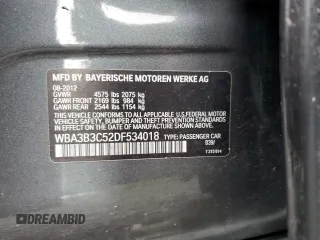 MFD BY BAYERISCHE MOTOREN WERKE AG
08-2012
GVWR 4575 lbs 2075 kg
GAWR FRONT 2169 lbs 984 kg
GAWR REAR 2544 lbs 1154 kg
THIS VEHICLE CONFORMS TO ALL APPLICABLE U.S. FEDERAL
MOTOR VEHICLE SAFETY, BUMPER, AND THEFT PREVENTION
STANDARDS IN EFFECT ON THE DATE OF MANUFACTURE SHOWN ABOVE.
WBA3B3C52DF534018 TYPE: PASSENGER CAR
939/
©DREAMBID